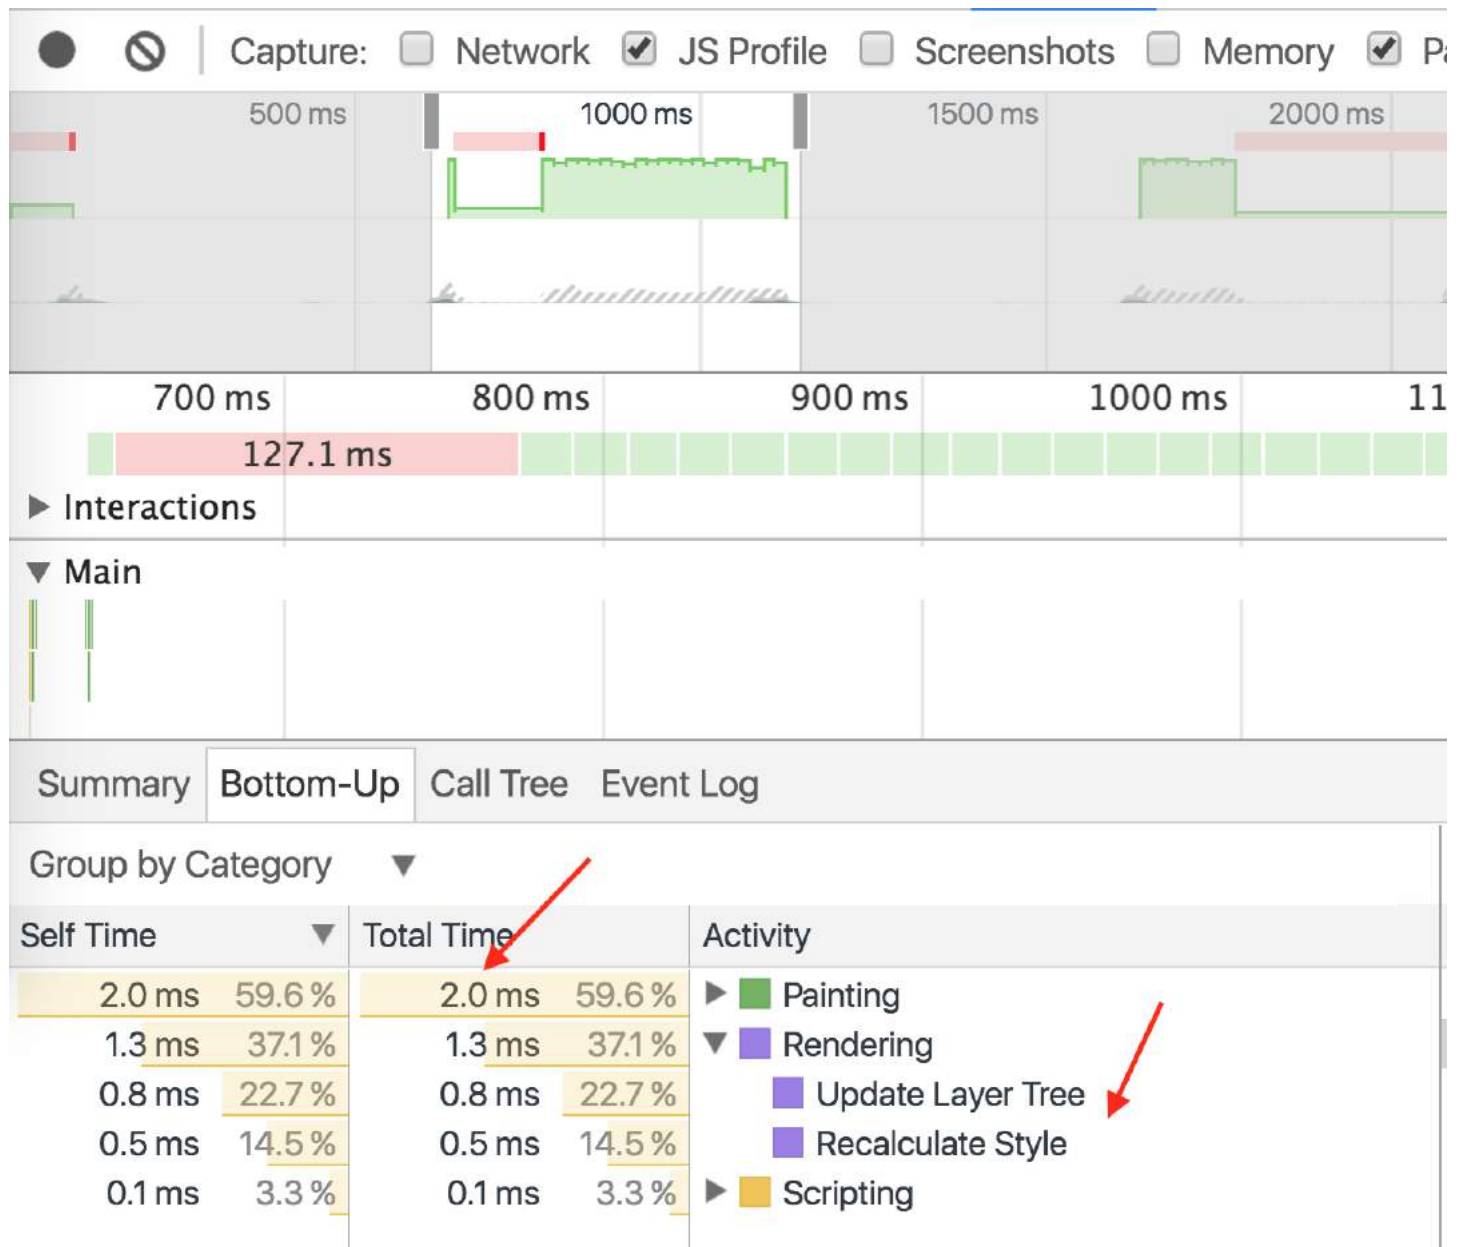 Capture: Network JS Profile Screenshots Memory
500 ms 1000 ms 1500 ms 2000 ms
700 ms 800 ms 900 ms 1000 ms 11
127.1 ms
Interactions
Main
Summary Bottom-Up Call Tree Event Log
Group by Category
Self Time Total Time Activity
2.0 ms 59.6 % 2.0 ms 59.6 % Painting
1.3 ms 37.1 % 1.3 ms 37.1 % Rendering
0.8 ms 22.7 % 0.8 ms 22.7 % Update Layer Tree
0.5 ms 14.5 % 0.5 ms 14.5 % Recalculate Style
0.1 ms 3.3 % 0.1 ms 3.3 % Scripting